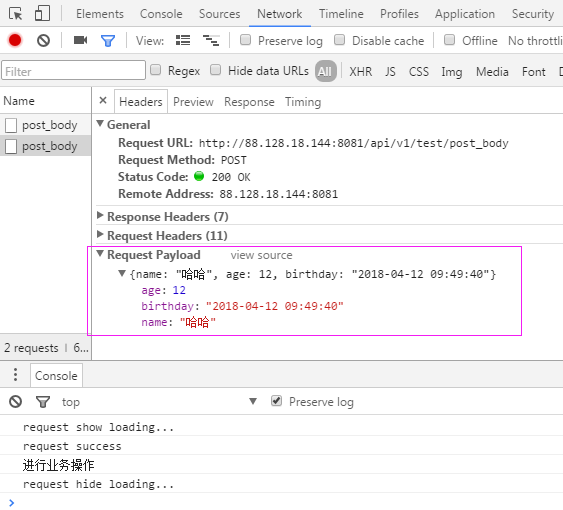 Elements Console Sources Network Timeline Profiles Application Security
View: Preserve log Disable cache Offline No throttli
Filter Regex Hide data URLs All XHR JS CSS Img Media Font D
Name × Headers Preview Response Timing
post_body
post_body
General
Request URL: http://88.128.18.144:8081/api/v1/test/post_body
Request Method: POST
Status Code: 200 OK
Remote Address: 88.128.18.144:8081
Response Headers (7)
Request Headers (11)
Request Payload view source
{name: "哈哈", age: 12, birthday: "2018-04-12 09:49:40"}
age: 12
birthday: "2018-04-12 09:49:40"
name: "哈哈"
2 requests | 6...
Console
top Preserve log
request show loading...
request success
进行业务操作
request hide loading...